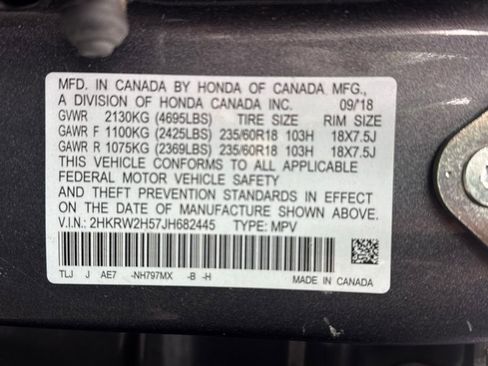 MFD. IN CANADA BY HONDA OF CANADA MFG.,
A DIVISION OF HONDA CANADA INC. 09/18
GVWR 2130KG (4695LBS) TIRE SIZE RIM SIZE
GAWR F 1100KG (2425LBS) 235/60R18 103H 18X7.5J
GAWR R 1075KG (2369LBS) 235/60R18 103H 18X7.5J
THIS VEHICLE CONFORMS TO ALL APPLICABLE
FEDERAL MOTOR VEHICLE SAFETY
AND THEFT PREVENTION STANDARDS IN EFFECT
ON THE DATE OF MANUFACTURE SHOWN ABOVE.
V.I.N.: 2HKRW2H57JH682445 TYPE: MPV
TLJ J AE7 -NH797MX -B -H MADE IN CANADA